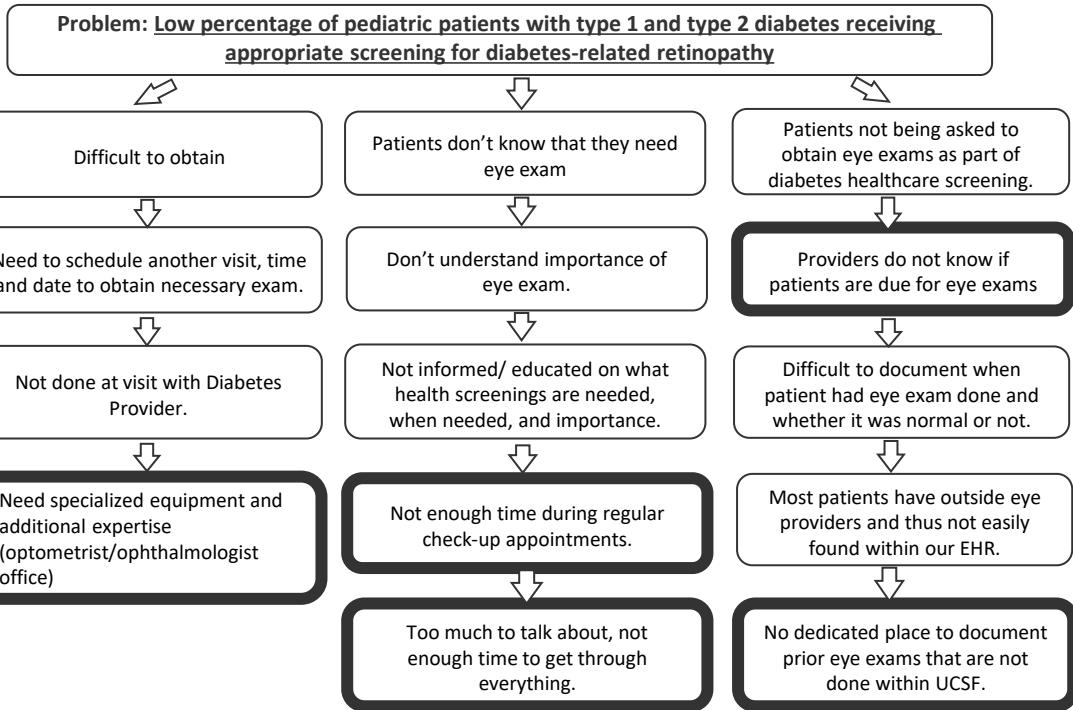 Problem: Low percentage of pediatric patients with type 1 and type 2 diabetes receiving
appropriate screening for diabetes-related retinopathy
Difficult to obtain
Need to schedule another visit, time
and date to obtain necessary exam.
Not done at visit with Diabetes
Provider.
Need specialized equipment and
additional expertise
(optometrist/ophthalmologist
office)
Patients don’t know that they need
eye exam
Don’t understand importance of
eye exam.
Not informed/ educated on what
health screenings are needed,
when needed, and importance.
Not enough time during regular
check-up appointments.
Too much to talk about, not
enough time to get through
everything.
Patients not being asked to
obtain eye exams as part of
diabetes healthcare screening.
Providers do not know if
patients are due for eye exams
Difficult to document when
patient had eye exam done and
whether it was normal or not.
Most patients have outside eye
providers and thus not easily
found within our EHR.
No dedicated place to document
prior eye exams that are not
done within UCSF.